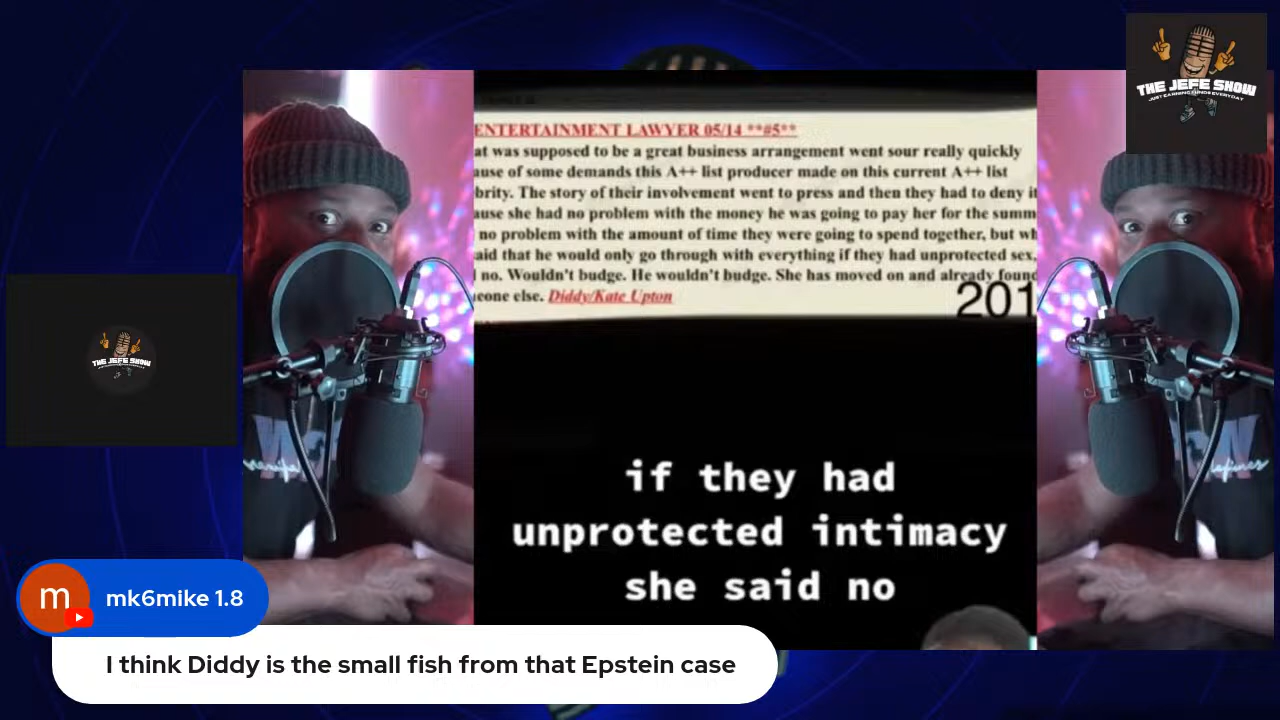 THE JEFE SHOW
JUST EARNING FUNDS EVERYDAY
ENTERTAINMENT LAWYER 05/14 **#5**
at was supposed to be a great business arrangement went sour really quickly
ause of some demands this A++ list producer made on this current A++ list
brity. The story of their involvement went to press and then they had to deny it
ause she had no problem with the money he was going to pay her for the summ
no problem with the amount of time they were going to spend together, but wh
aid that he would only go through with everything if they had unprotected sex,
no. Wouldn't budge. He wouldn't budge. She has moved on and already found
eone else. Diddy/Kate Upton
201
THE JEFE SHOW
if they had
unprotected intimacy
she said no
m
mk6mike 1.8
I think Diddy is the small fish from that Epstein case